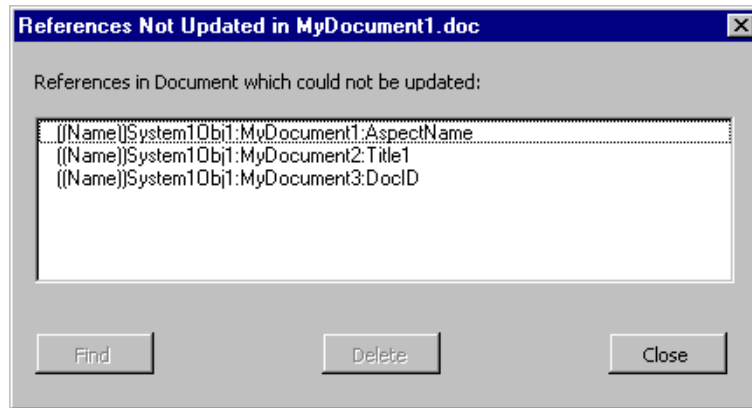 References Not Updated in MyDocument1.doc
References in Document which could not be updated:
((Name))System1Obj1:MyDocument1:AspectName
((Name))System1Obj1:MyDocument2:Title1
((Name))System1Obj1:MyDocument3:DocID
Find Delete Close